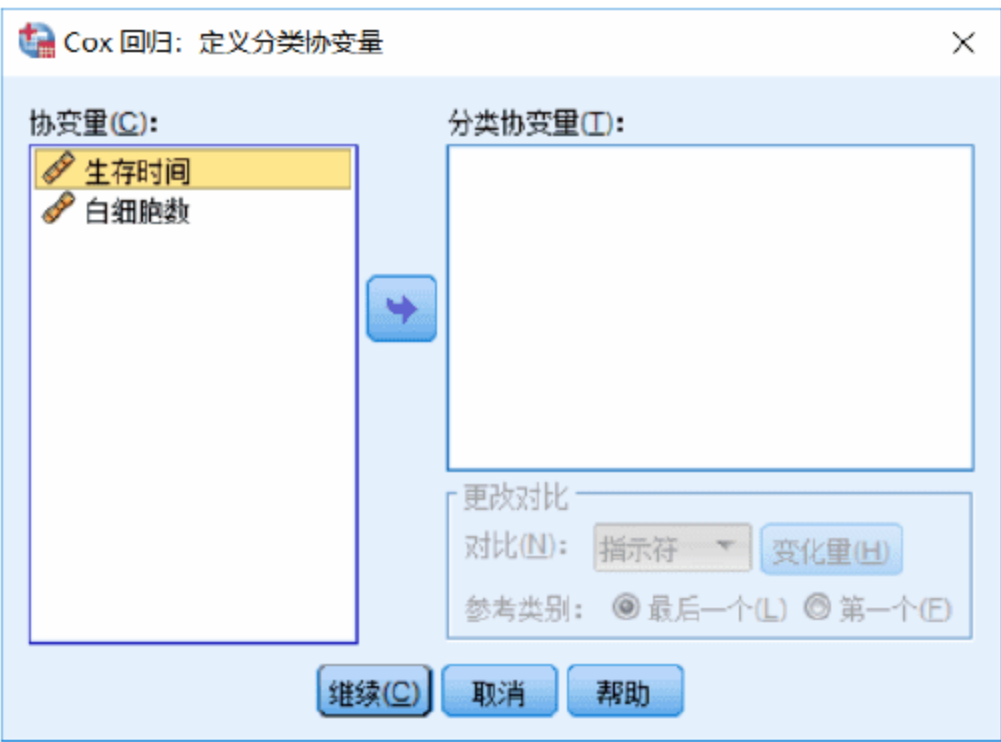 Cox 回归：定义分类协变量
协变量(C)：
分类协变量(T)：
生存时间
白细胞数
更改对比
对比(N)：
指示符
变化量(H)
参考类别：
最后一个(L)
第一个(F)
继续(C)
取消
帮助